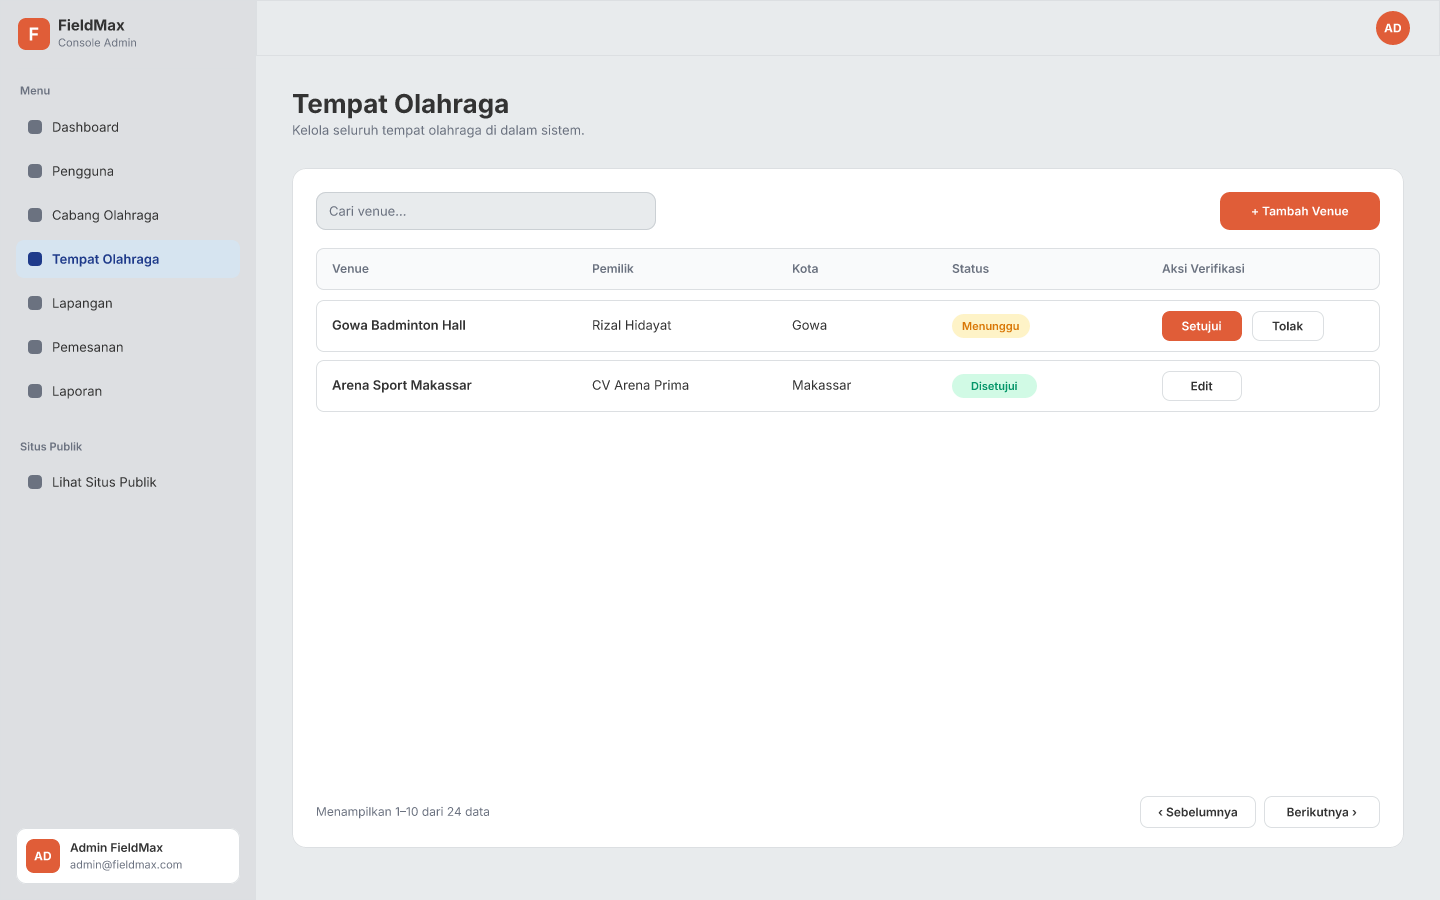 F
FieldMax
Console Admin
AD
Menu
Dashboard
Pengguna
Cabang Olahraga
Tempat Olahraga
Lapangan
Pemesanan
Laporan
Situs Publik
Lihat Situs Publik
AD
Admin FieldMax
admin@fieldmax.com
Tempat Olahraga
Kelola seluruh tempat olahraga di dalam sistem.
Cari venue...
+ Tambah Venue
Venue Pemilik Kota Status Aksi Verifikasi
Gowa Badminton Hall Rizal Hidayat Gowa Menunggu Setujui Tolak
Arena Sport Makassar CV Arena Prima Makassar Disetujui Edit
Menampilkan 1–10 dari 24 data
‹ Sebelumnya Berikutnya ›